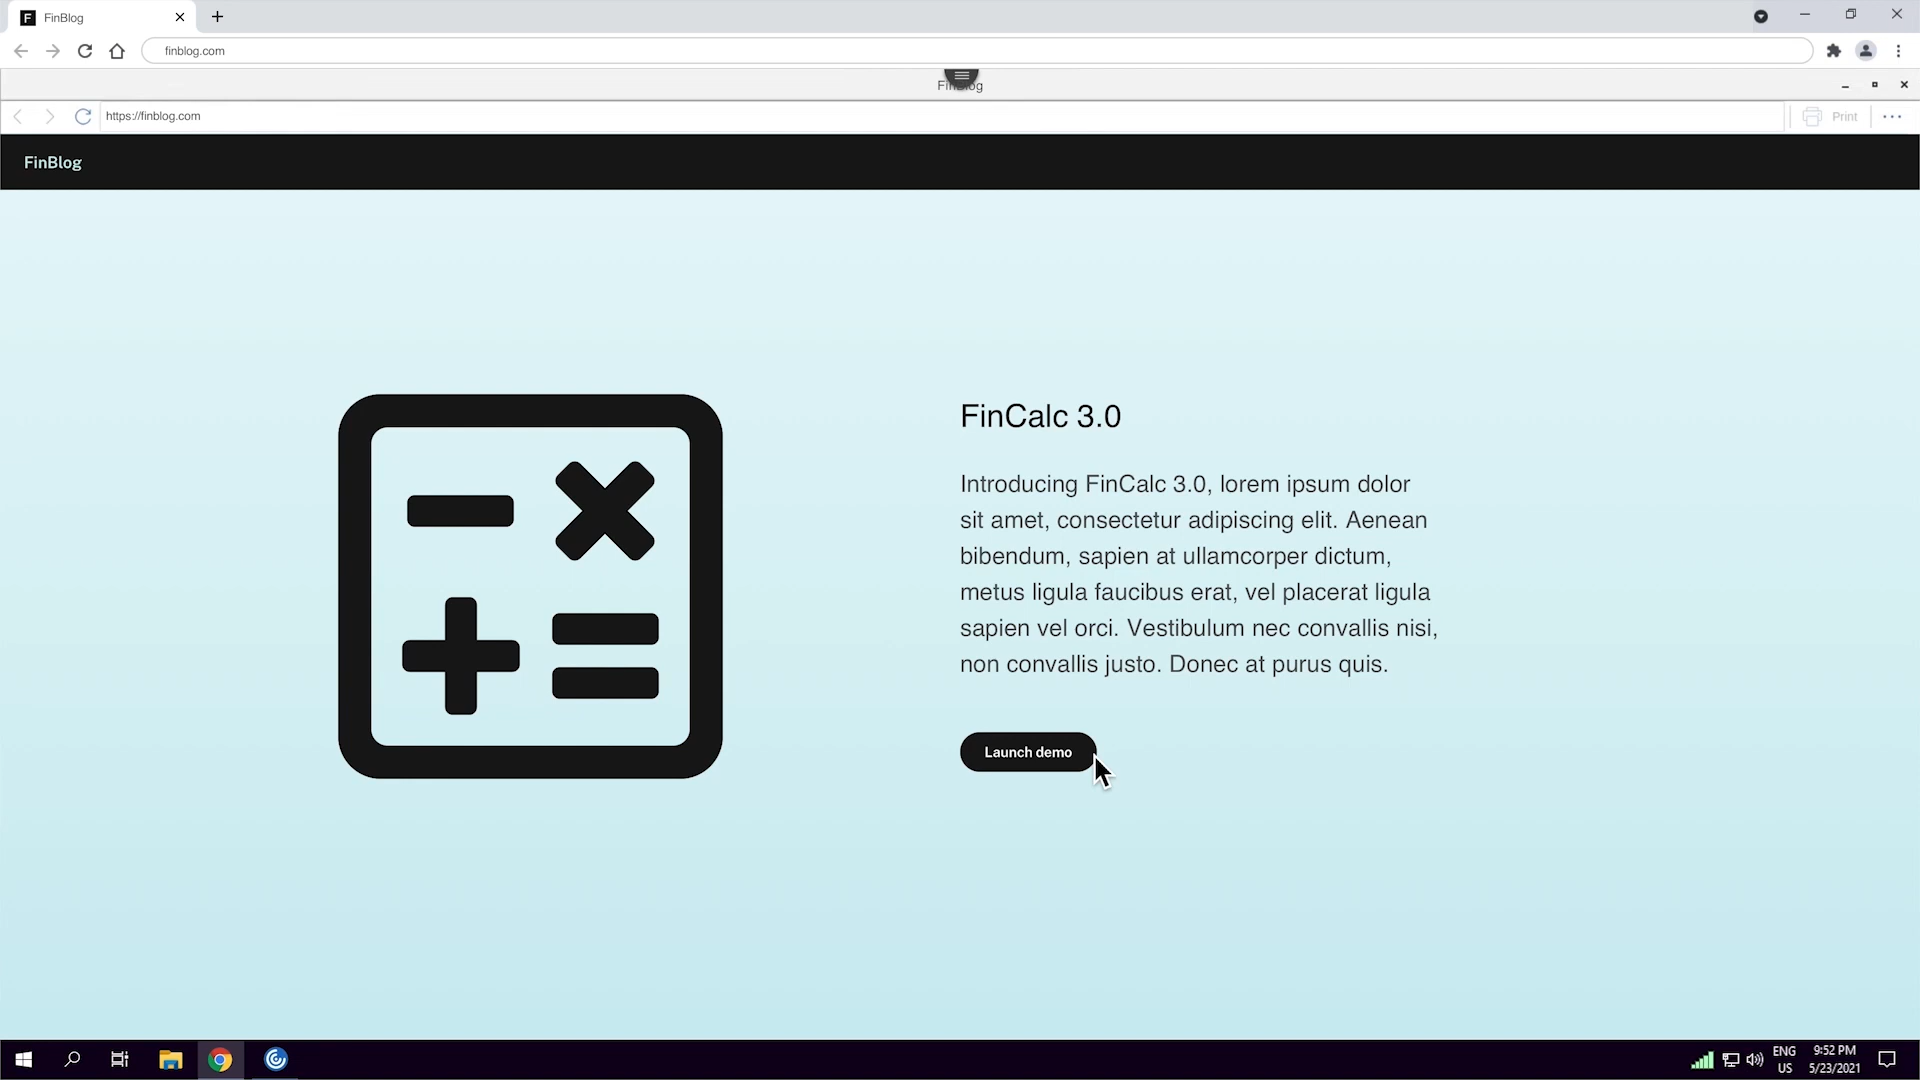 F FinBlog
finblog.com
FinBlog
https://finblog.com
Print
FinBlog
FinCalc 3.0
Introducing FinCalc 3.0, lorem ipsum dolor
sit amet, consectetur adipiscing elit. Aenean
bibendum, sapien at ullamcorper dictum,
metus ligula faucibus erat, vel placerat ligula
sapien vel orci. Vestibulum nec convallis nisi,
non convallis justo. Donec at purus quis.
Launch demo
ENG
US
9:52 PM
5/23/2021